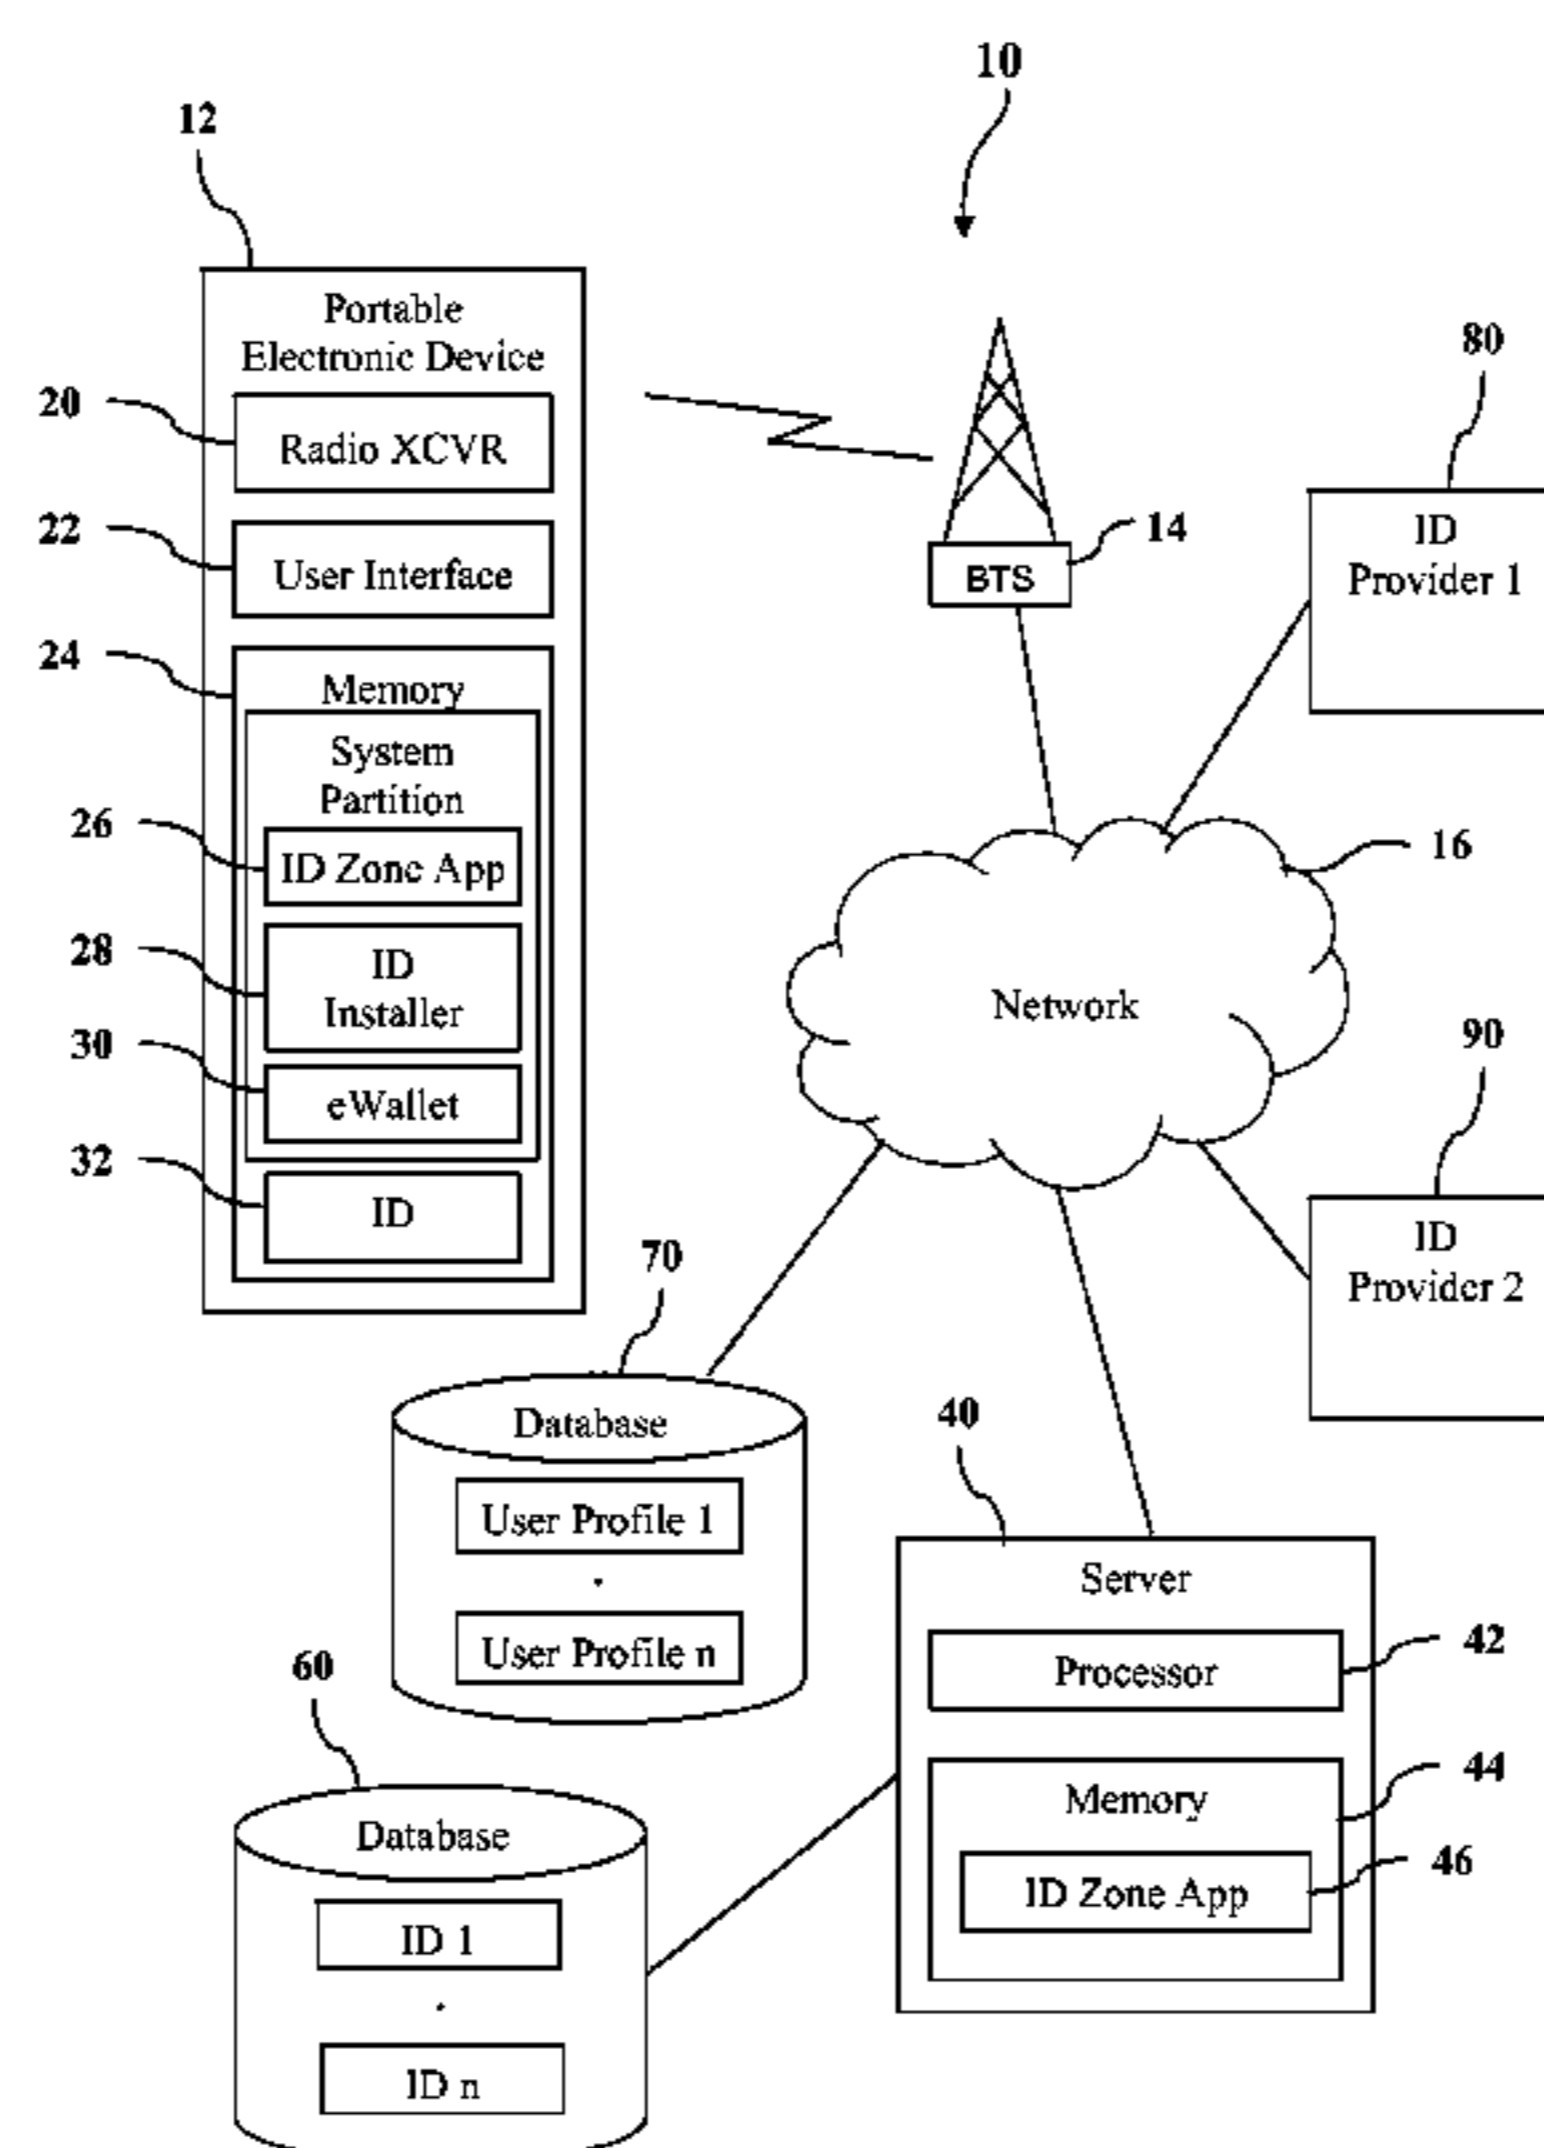 10
12
Portable
Electronic Device
20
Radio XCVR
22
User Interface
24
Memory
System
Partition
26
ID Zone App
28
ID
Installer
30
eWallet
32
ID
14
BTS
80
ID
Provider 1
16
Network
90
ID
Provider 2
70
Database
User Profile 1
.
User Profile n
60
Database
ID 1
.
ID n
40
Server
42
Processor
44
Memory
46
ID Zone App